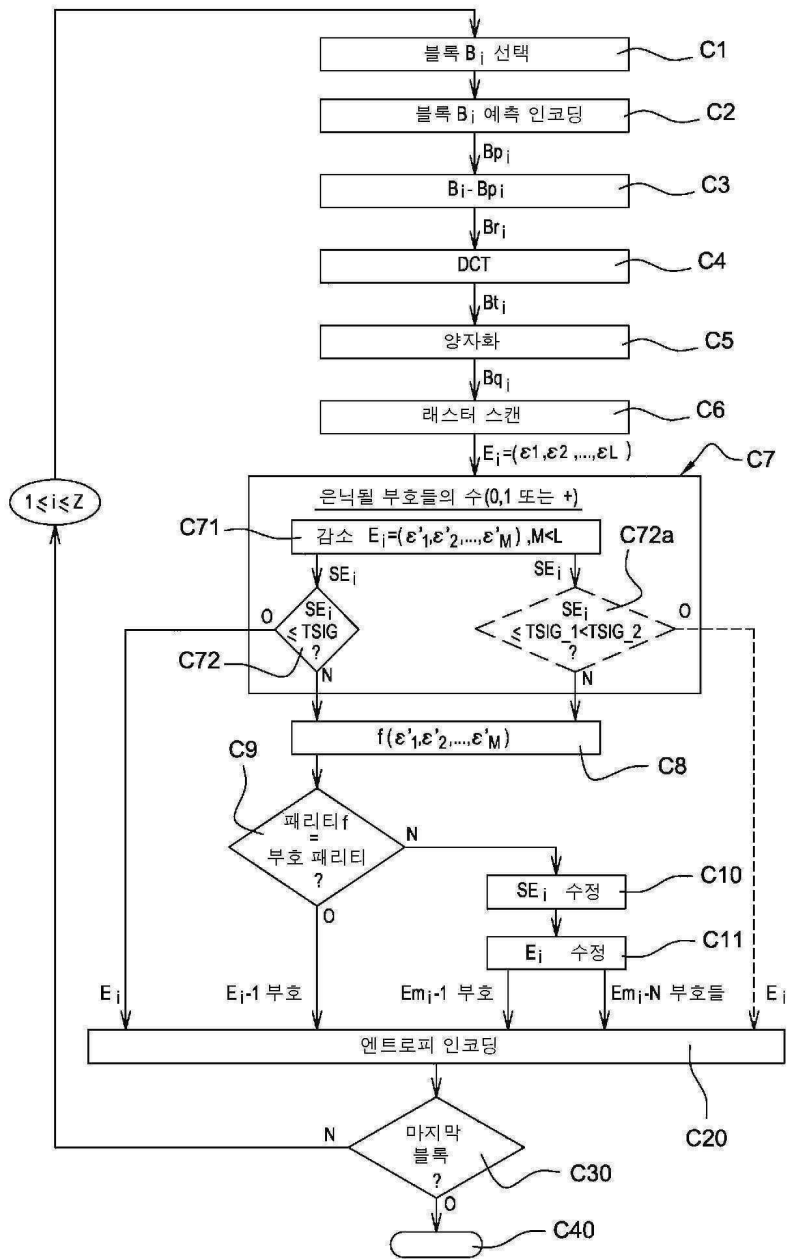 블록 Bi 선택
C1
블록 Bi 예측 인코딩
C2
Bpi
Bi-Bpi
C3
Bri
DCT
C4
Bti
양자화
C5
Bqi
래스터 스캔
C6
Ei=(ε1,ε2,...,εL)
C7
1≤i≤Z
은닉될 부호들의 수(0,1 또는 +)
C71
감소 Ei=(ε'1,ε'2,...,ε'M),M<L
C72a
SEi
SEi
O
SEi
≤TSIG
?
C72
N
SEi
≤ TSIG_1<TSIG_2
?
O
N
f(ε'1,ε'2,...,ε'M)
C8
C9
패리티 f
=
부호 패리티
?
N
O
SEi 수정
C10
Ei 수정
C11
Ei
Ei-1 부호
Emi-1 부호
Emi-N 부호들
Ei
엔트로피 인코딩
C20
N
마지막
블록
?
C30
O
C40